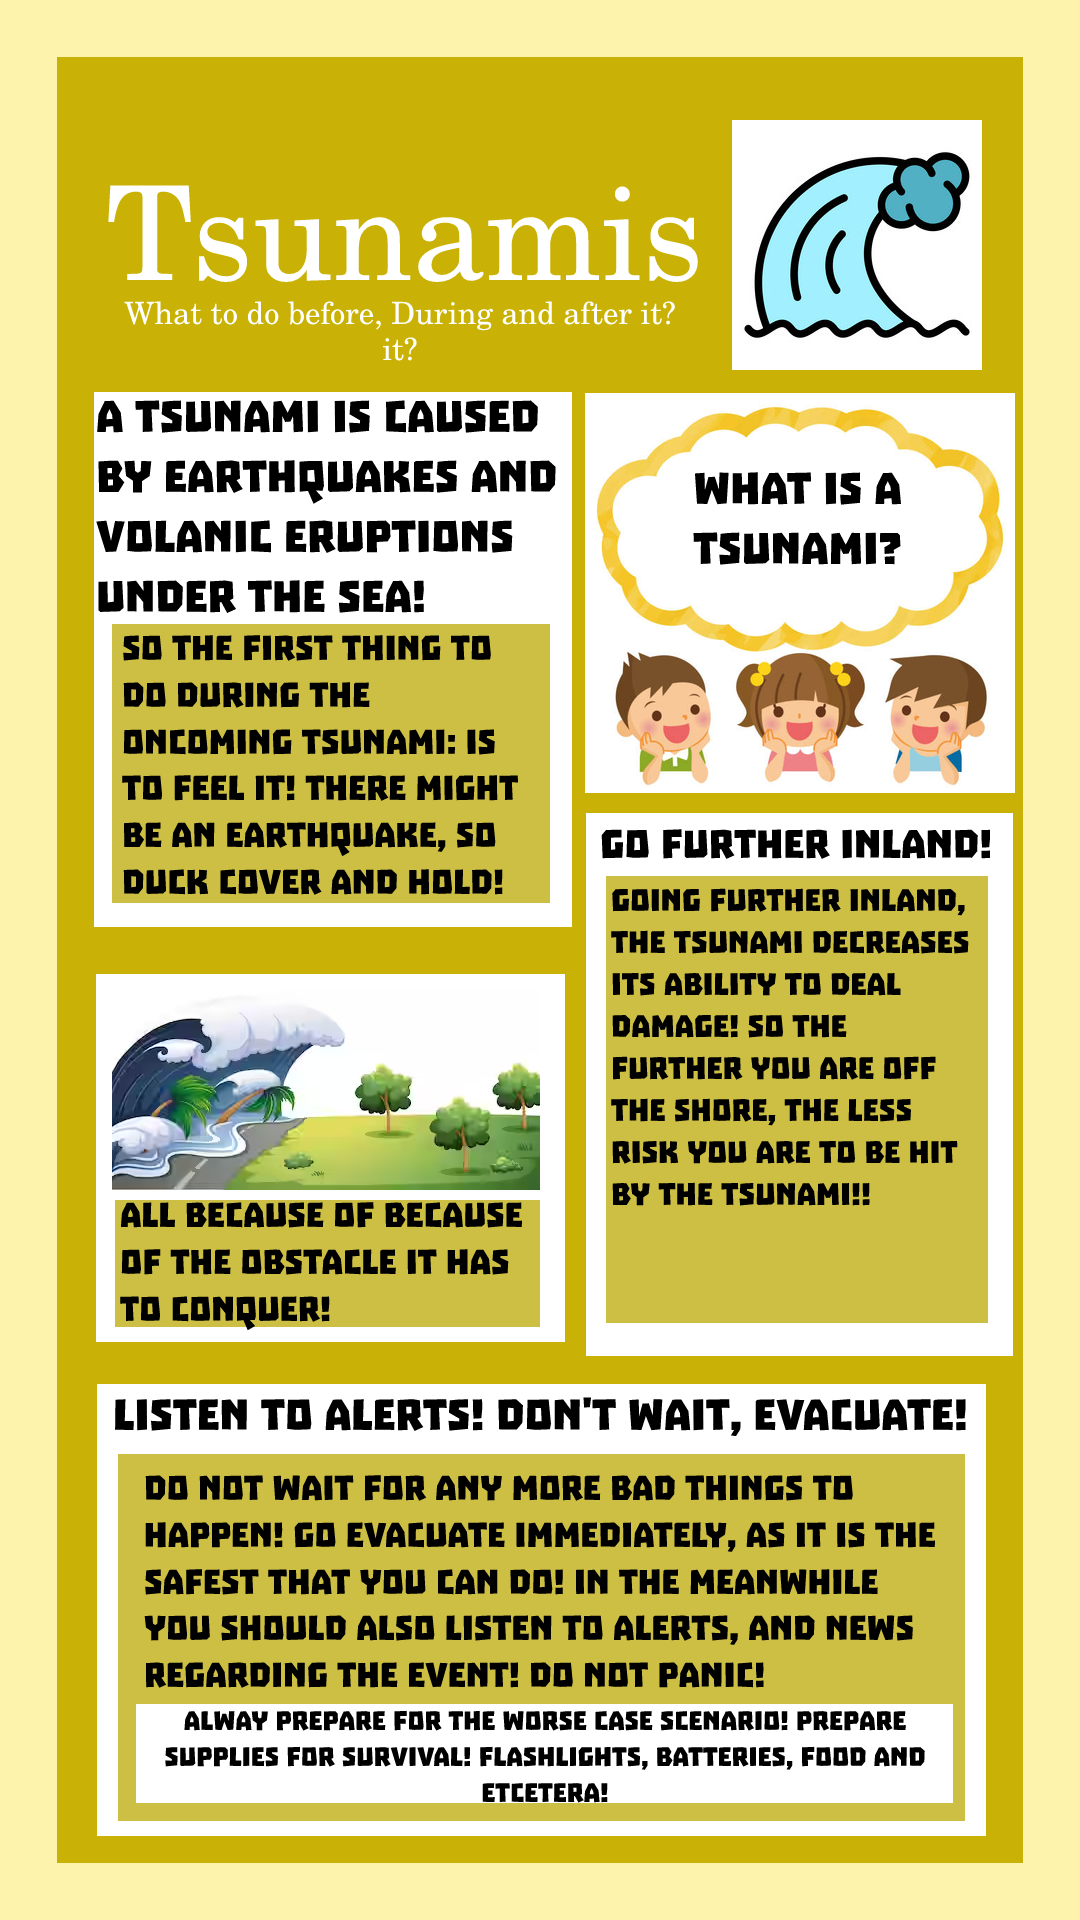 Tsunamis
What to do before, During and after it?
it?
A TSUNAMI IS CAUSED
BY EARTHQUAKES AND
VOLANIC ERUPTIONS
UNDER THE SEA!
SO THE FIRST THING TO
DO DURING THE
ONCOMING TSUNAMI: IS
TO FEEL IT! THERE MIGHT
BE AN EARTHQUAKE, SO
DUCK COVER AND HOLD!
WHAT IS A
TSUNAMI?
GO FURTHER INLAND!
GOING FURTHER INLAND,
THE TSUNAMI DECREASES
ITS ABILITY TO DEAL
DAMAGE! SO THE
FURTHER YOU ARE OFF
THE SHORE, THE LESS
RISK YOU ARE TO BE HIT
BY THE TSUNAMI!!
ALL BECAUSE OF BECAUSE
OF THE OBSTACLE IT HAS
TO CONQUER!
LISTEN TO ALERTS! DON'T WAIT, EVACUATE!
DO NOT WAIT FOR ANY MORE BAD THINGS TO
HAPPEN! GO EVACUATE IMMEDIATELY, AS IT IS THE
SAFEST THAT YOU CAN DO! IN THE MEANWHILE
YOU SHOULD ALSO LISTEN TO ALERTS, AND NEWS
REGARDING THE EVENT! DO NOT PANIC!
ALWAY PREPARE FOR THE WORSE CASE SCENARIO! PREPARE
SUPPLIES FOR SURVIVAL! FLASHLIGHTS, BATTERIES, FOOD AND
ETCETERA!